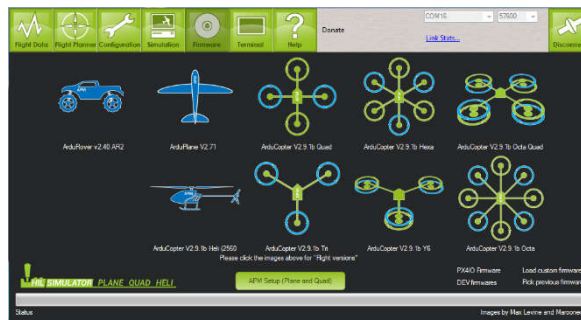 Flight Data Flight Planner Configuration Simulation Firmware Terminal Help Donate COM16 57600 Disconnect
Link Stats...
APM
ArduRover v2.40 AR2 ArduPlane V2.71 ArduCopter V2.9.1b Quad ArduCopter V2.9.1b Hexa ArduCopter V2.9.1b Octa Quad
ArduCopter V2.9.1b Heli i2560 ArduCopter V2.9.1b Tri ArduCopter V2.9.1b Y6 ArduCopter V2.9.1b Octa
Please click the images above for "Flight versions"
HIL SIMULATOR PLANE QUAD HELI
APM Setup (Plane and Quad)
PX4IO Firmware Load custom firmware
DEV firmwares Pick previous firmware
Status Images by Max Levine and Marooned